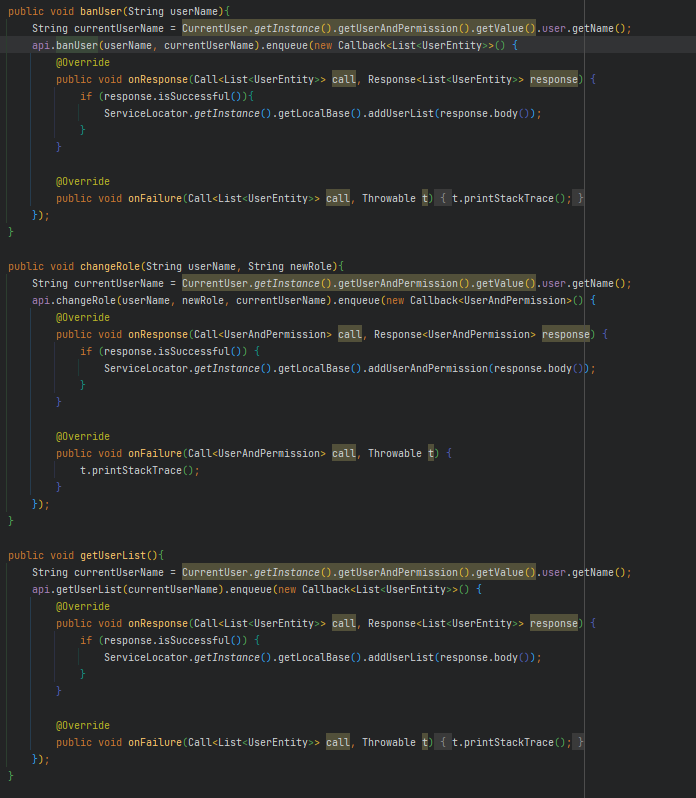 public void banUser(String userName){
    String currentUserName = CurrentUser.getInstance().getUserAndPermission().getValue().user.getName();
    api.banUser(userName, currentUserName).enqueue(new Callback<List<UserEntity>>() {
        @Override
        public void onResponse(Call<List<UserEntity>> call, Response<List<UserEntity>> response) {
            if (response.isSuccessful()){
                ServiceLocator.getInstance().getLocalBase().addUserList(response.body());
            }
        }

        @Override
        public void onFailure(Call<List<UserEntity>> call, Throwable t) { t.printStackTrace(); }
    });
}

public void changeRole(String userName, String newRole){
    String currentUserName = CurrentUser.getInstance().getUserAndPermission().getValue().user.getName();
    api.changeRole(userName, newRole, currentUserName).enqueue(new Callback<UserAndPermission>() {
        @Override
        public void onResponse(Call<UserAndPermission> call, Response<UserAndPermission> response) {
            if (response.isSuccessful()) {
                ServiceLocator.getInstance().getLocalBase().addUserAndPermission(response.body());
            }
        }

        @Override
        public void onFailure(Call<UserAndPermission> call, Throwable t) {
            t.printStackTrace();
        }
    });
}

public void getUserList(){
    String currentUserName = CurrentUser.getInstance().getUserAndPermission().getValue().user.getName();
    api.getUserList(currentUserName).enqueue(new Callback<List<UserEntity>>() {
        @Override
        public void onResponse(Call<List<UserEntity>> call, Response<List<UserEntity>> response) {
            if (response.isSuccessful()) {
                ServiceLocator.getInstance().getLocalBase().addUserList(response.body());
            }
        }

        @Override
        public void onFailure(Call<List<UserEntity>> call, Throwable t) { t.printStackTrace(); }
    });
}